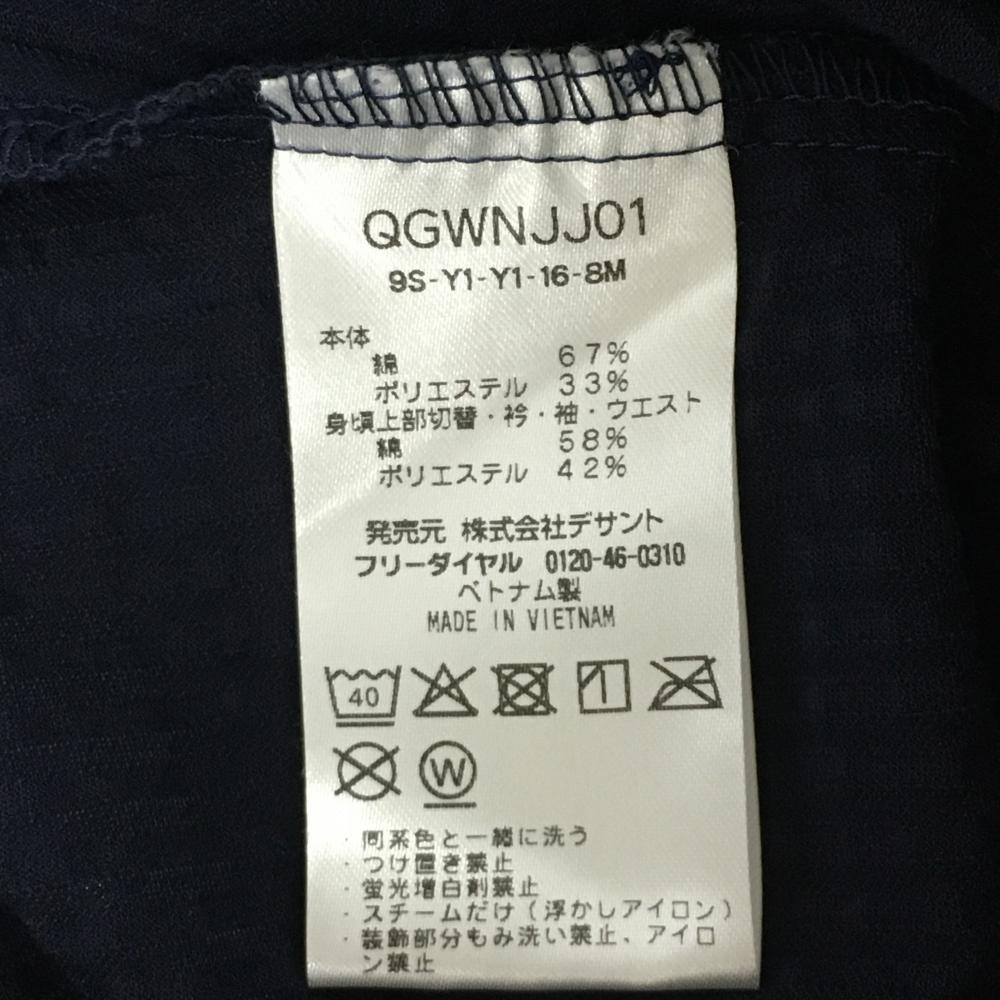 QGWNJJ01
9S-Y1-Y1-16-8M
本体
綿 67%
ポリエステル 33%
身頃上部切替・衿・袖・ウエスト
綿 58%
ポリエステル 42%
発売元 株式会社デサント
フリーダイヤル 0120-46-0310
ベトナム製
MADE IN VIETNAM
40
W
・同系色と一緒に洗う
・つけ置き禁止
・蛍光増白剤禁止
・スチームだけ(浮かしアイロン)
・装飾部分もみ洗い禁止、アイロ
ン禁止